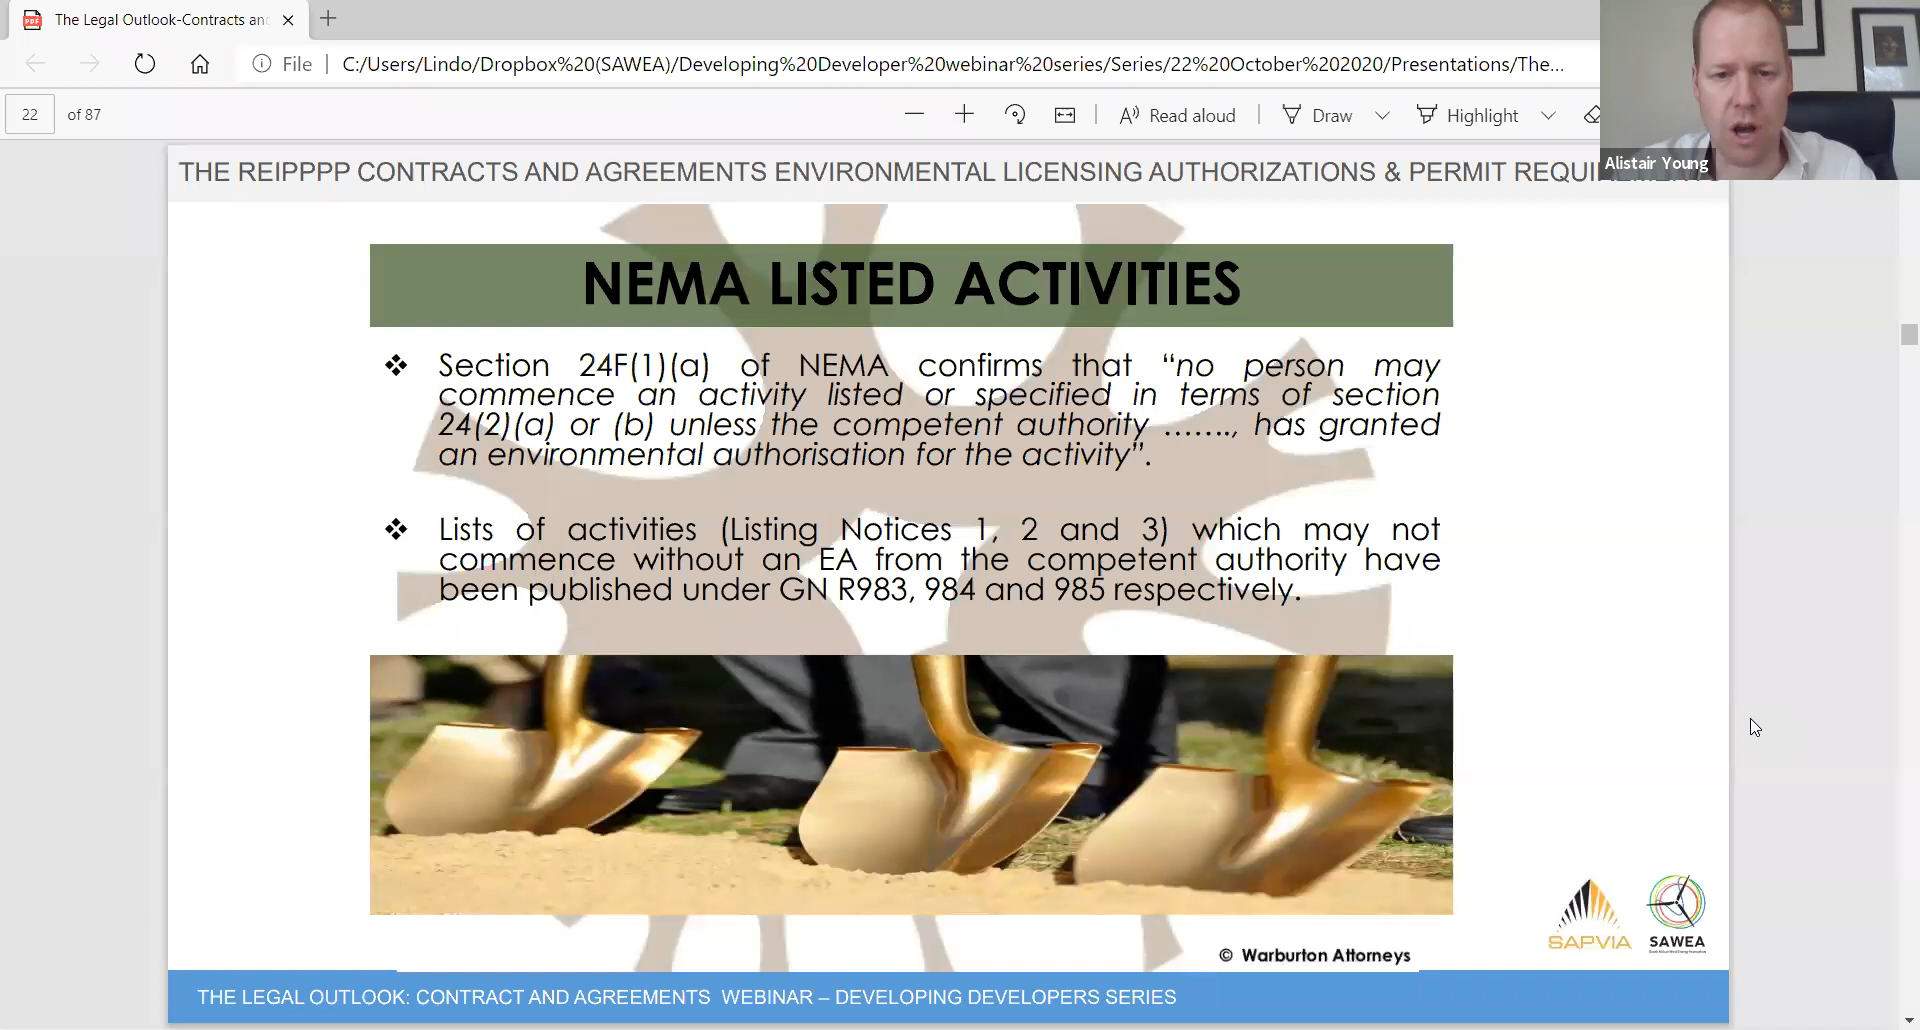 The Legal Outlook-Contracts and
File
C:/Users/Lindo/Dropbox%20(SAWEA)/Developing%20Developer%20webinar%20series/Series/22%20October%202020/Presentations/The...
22 of 87
Read aloud
Draw
Highlight
Alistair Young
THE REIPPPP CONTRACTS AND AGREEMENTS ENVIRONMENTAL LICENSING AUTHORIZATIONS & PERMIT
NEMA LISTED ACTIVITIES
❖ Section 24F(1)(a) of NEMA confirms that “no person may
commence an activity listed or specified in terms of section
24(2)(a) or (b) unless the competent authority ……., has granted
an environmental authorisation for the activity”.
❖ Lists of activities (Listing Notices 1, 2 and 3) which may not
commence without an EA from the competent authority have
been published under GN R983, 984 and 985 respectively.
SAPVIA
SAWEA
© Warburton Attorneys
THE LEGAL OUTLOOK: CONTRACT AND AGREEMENTS WEBINAR – DEVELOPING DEVELOPERS SERIES